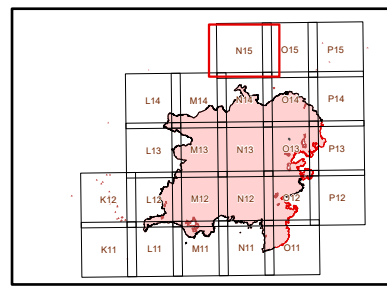 N15 O15 P15
L14 M14 N14 O14 P14
L13 M13 N13 O13 P13
K12 L12 M12 N12 O12 P12
K11 L11 M11 N11 O11